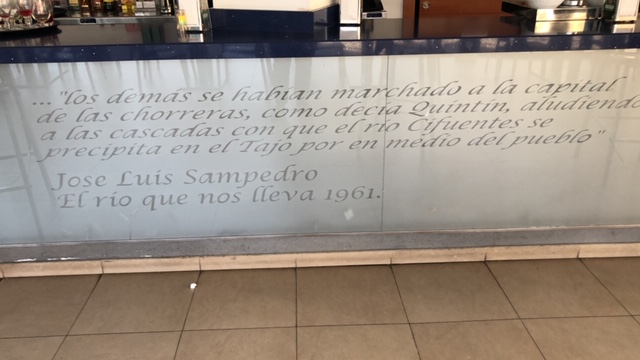 ..."los demás se habían marchado a la capital
de las chorreras, como decía Quintín, aludiendo
a las cascadas con que el río Cifuentes se
precipita en el Tajo por en medio del pueblo"
Jose Luis Sampedro
El río que nos lleva 1961.